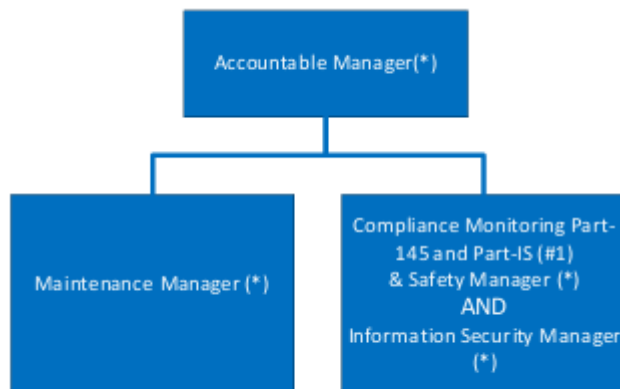 Accountable Manager(*)
Maintenance Manager (*)
Compliance Monitoring Part-
145 and Part-IS (#1)
& Safety Manager (*)
AND
Information Security Manager
(*)